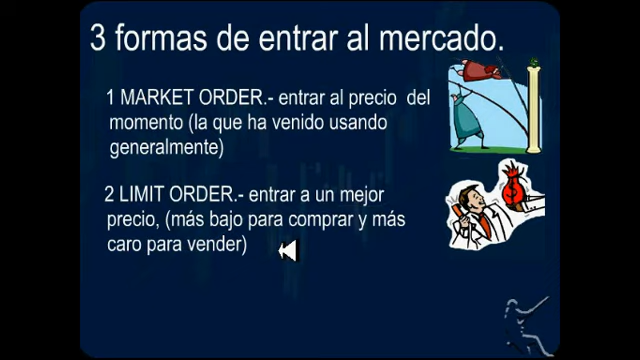 3 formas de entrar al mercado.
1 MARKET ORDER.- entrar al precio del
momento (la que ha venido usando
generalmente)
2 LIMIT ORDER.- entrar a un mejor
precio, (más bajo para comprar y más
caro para vender)